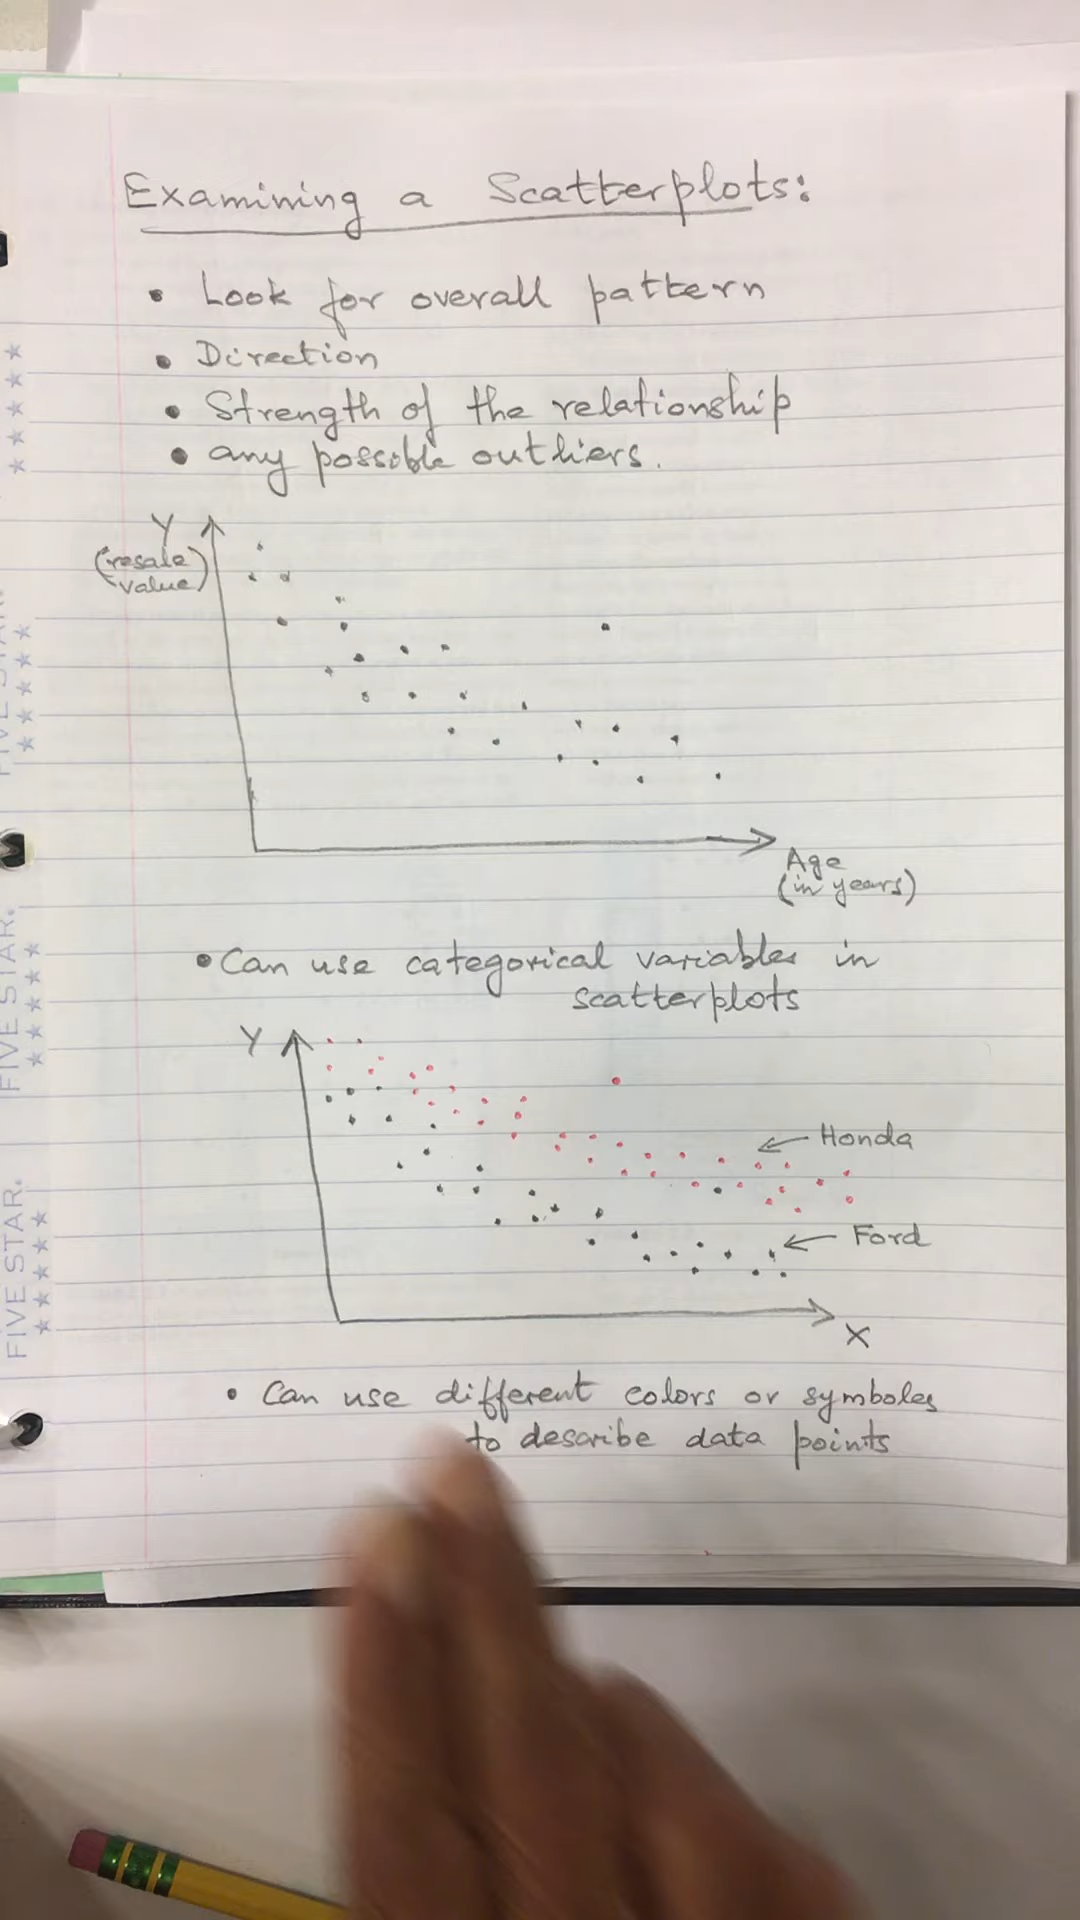 Examining a Scatterplots:
• Look for overall pattern
• Direction
• Strength of the relationship
• any possible outliers.
Y
(resale
value)
Age
(in years)
• Can use categorical variables in
scatterplots
Y
Honda
Ford
X
• Can use different colors or symboles
to describe data points
FIVE STAR.
FIVE STAR.
FIVE STAR.